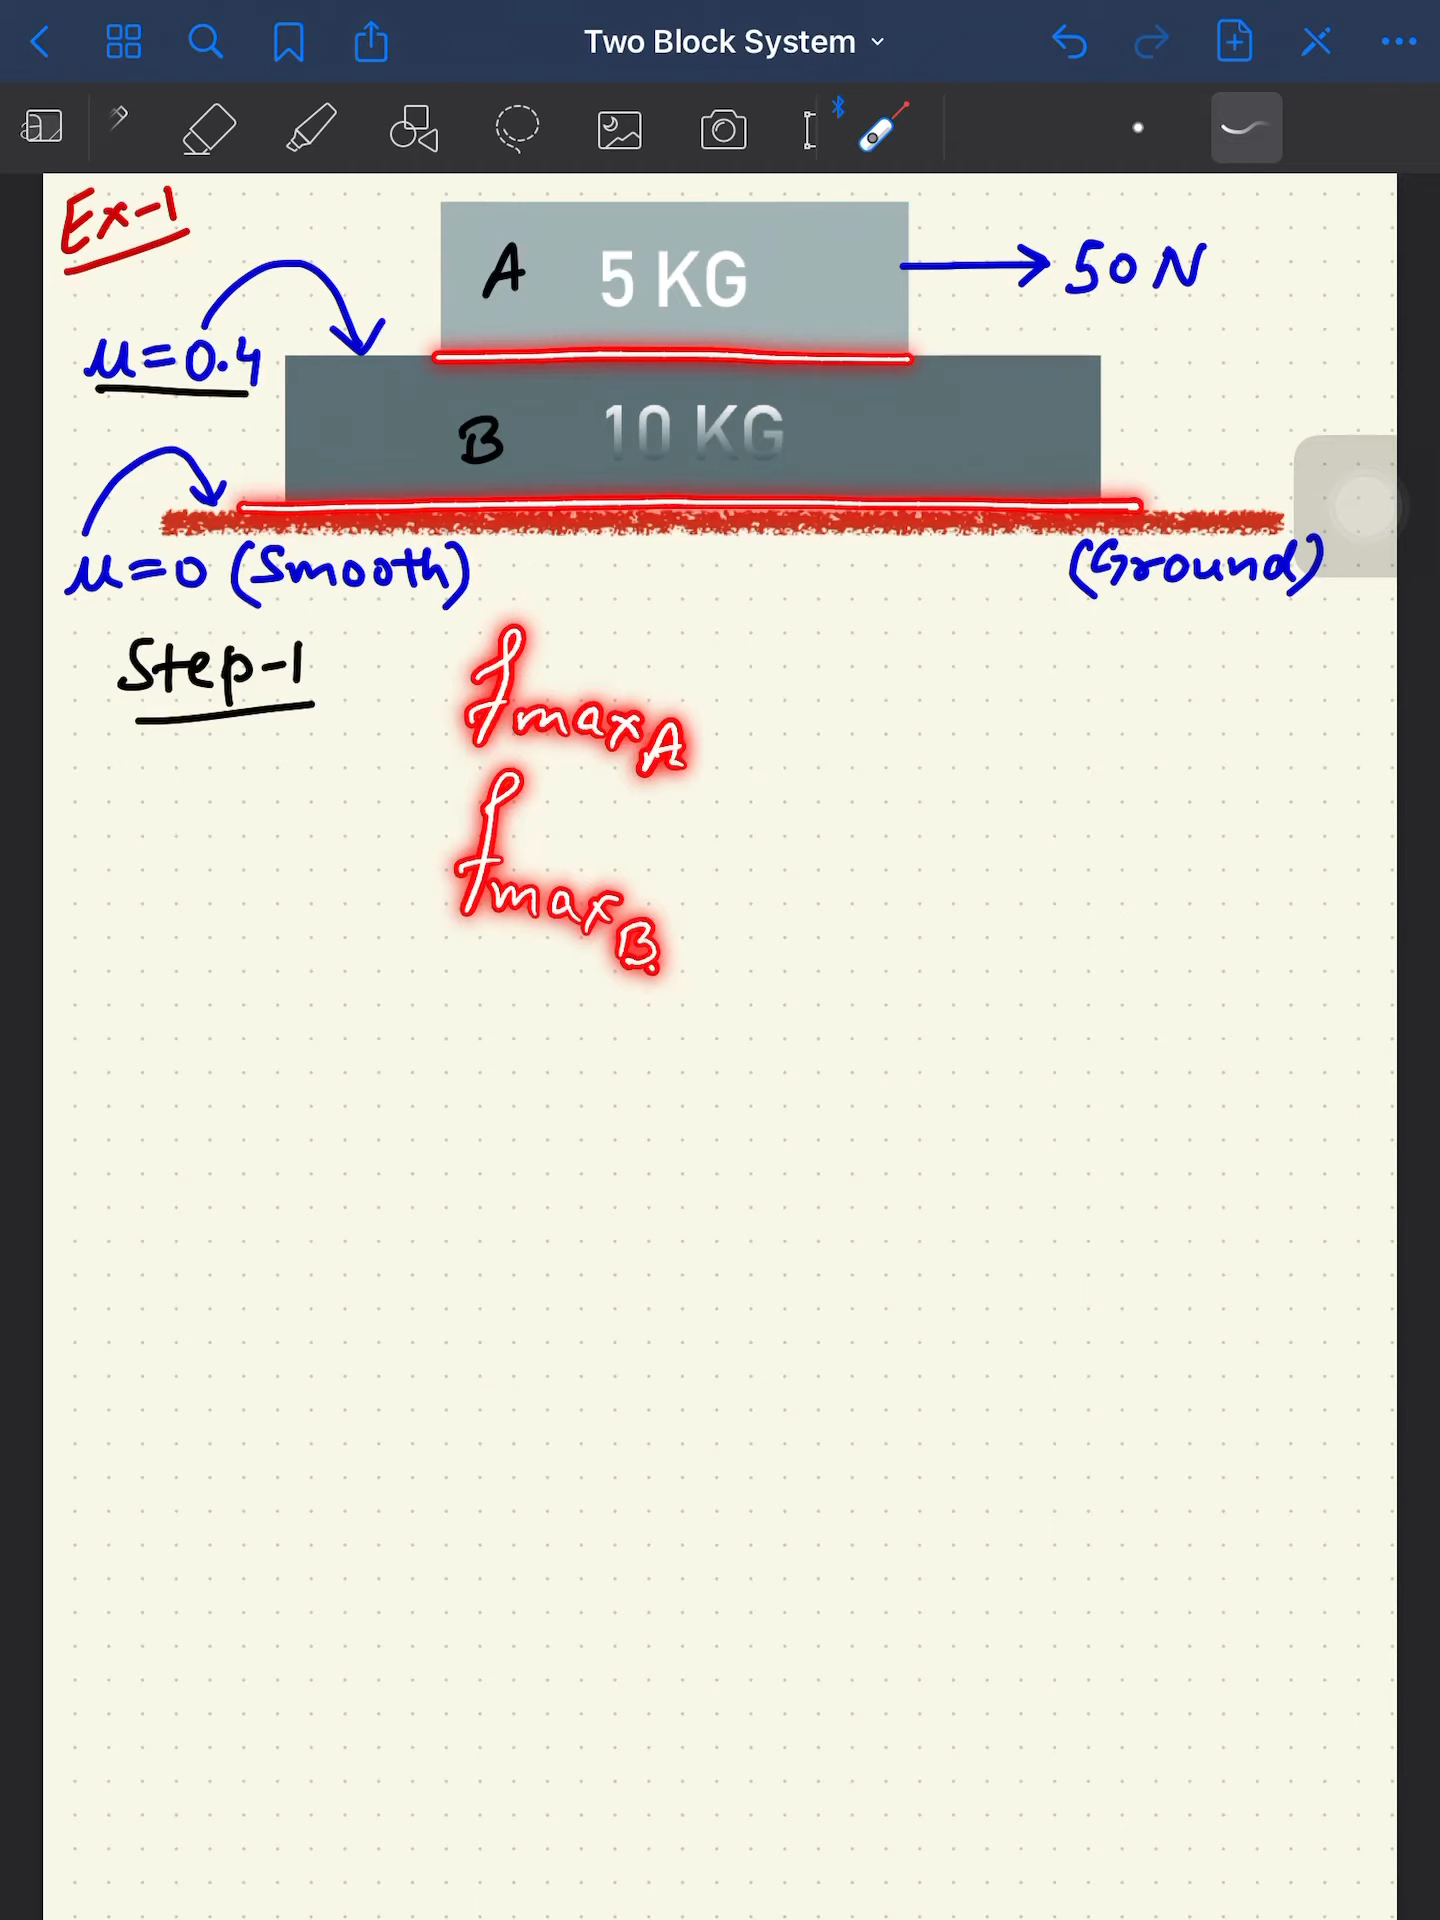 Two Block System
Ex-1
A 5 KG
50 N
μ=0.4
B 10 KG
μ=0 (Smooth)
(Ground)
Step-1
fmaxA
fmaxB